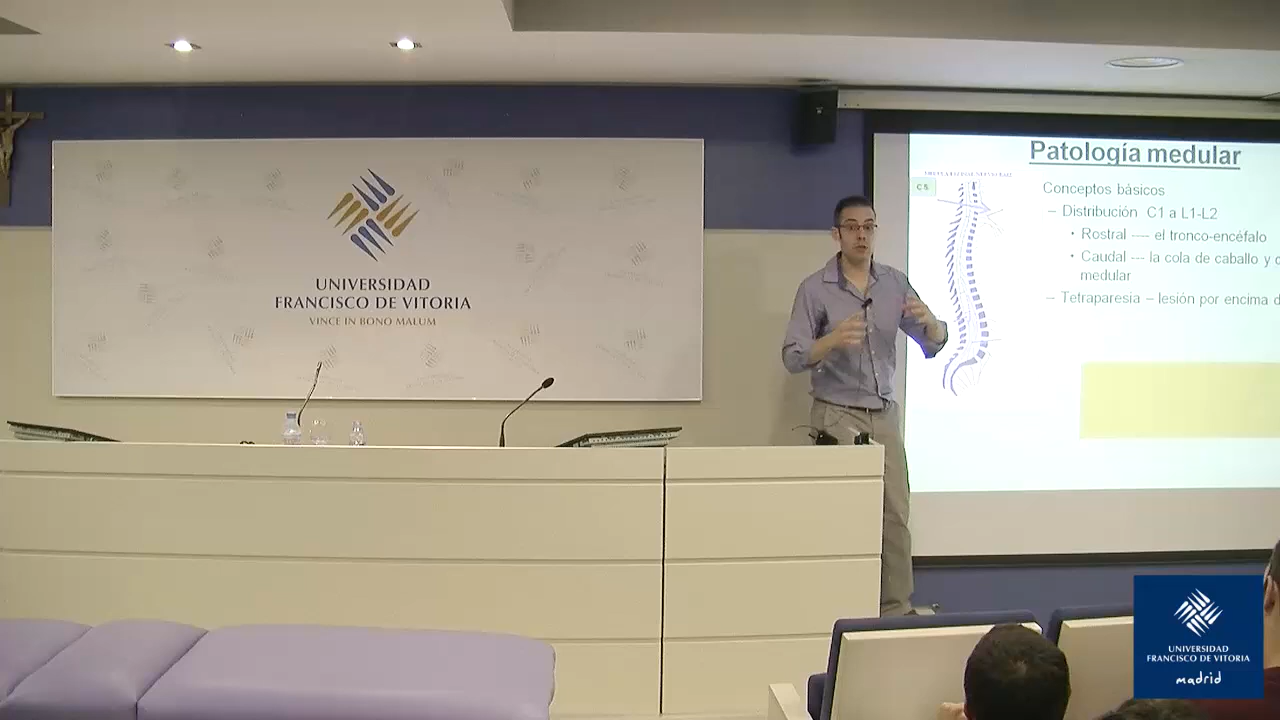 UNIVERSIDAD
FRANCISCO DE VITORIA
VINCE IN BONO MALUM
Patología medular
C 5
Conceptos básicos
– Distribución C1 a L1-L2
• Rostral ---- el tronco-encéfalo
• Caudal --- la cola de caballo y c
medular
– Tetraparesia – lesión por encima d
UNIVERSIDAD
FRANCISCO DE VITORIA
madrid